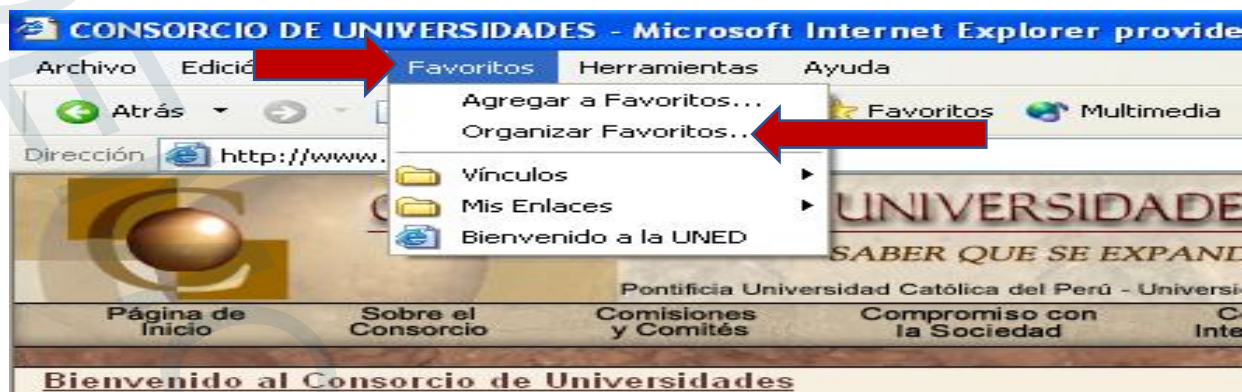 CONSORCIO DE UNIVERSIDADES - Microsoft Internet Explorer provide
Archivo Edició Favoritos Herramientas Ayuda
Atrás Favoritos Multimedia
Agregar a Favoritos...
Organizar Favoritos..
Dirección http://www.
Vínculos
Mis Enlaces
Bienvenido a la UNED
UNIVERSIDADE
SABER QUE SE EXPAND
Pontificia Universidad Católica del Perú - Universi
Página de Inicio
Sobre el Consorcio
Comisiones y Comités
Compromiso con la Sociedad
Bienvenido al Consorcio de Universidades